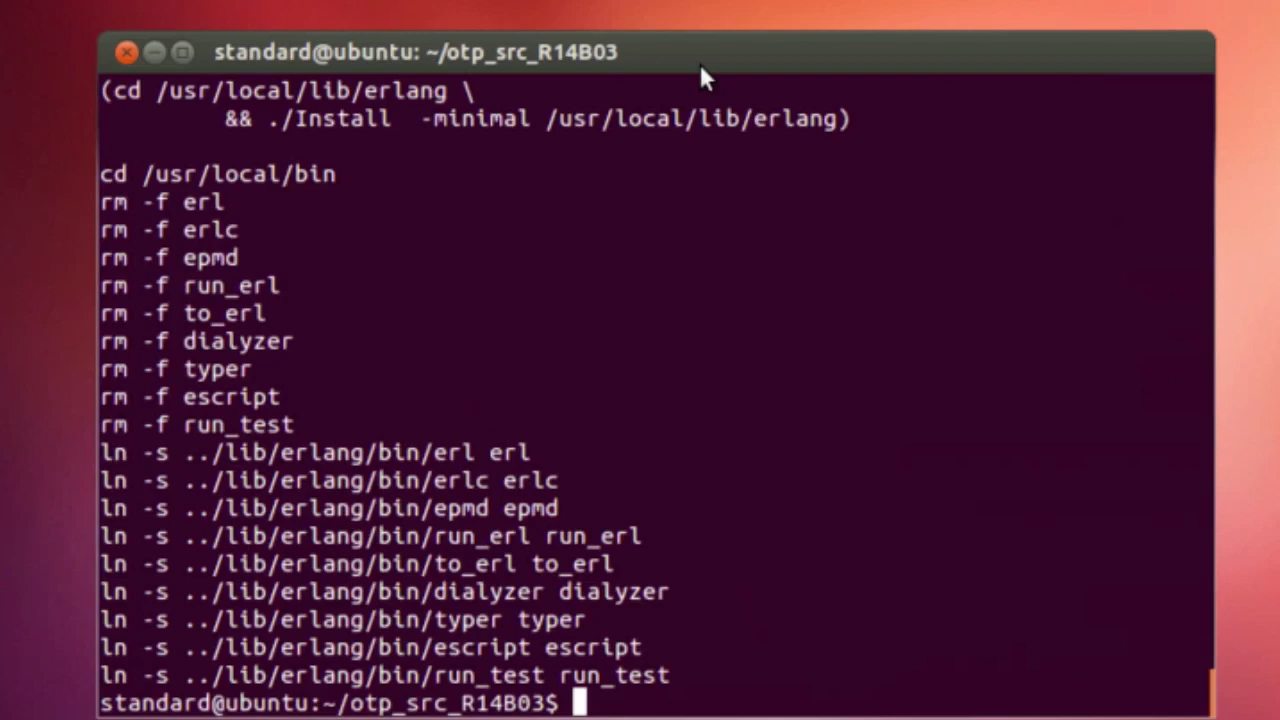 standard@ubuntu: ~/otp_src_R14B03
(cd /usr/local/lib/erlang \
&& ./Install  -minimal /usr/local/lib/erlang)
cd /usr/local/bin
rm -f erl
rm -f erlc
rm -f epmd
rm -f run_erl
rm -f to_erl
rm -f dialyzer
rm -f typer
rm -f escript
rm -f run_test
ln -s ../lib/erlang/bin/erl erl
ln -s ../lib/erlang/bin/erlc erlc
ln -s ../lib/erlang/bin/epmd epmd
ln -s ../lib/erlang/bin/run_erl run_erl
ln -s ../lib/erlang/bin/to_erl to_erl
ln -s ../lib/erlang/bin/dialyzer dialyzer
ln -s ../lib/erlang/bin/typer typer
ln -s ../lib/erlang/bin/escript escript
ln -s ../lib/erlang/bin/run_test run_test
standard@ubuntu:~/otp_src_R14B03$